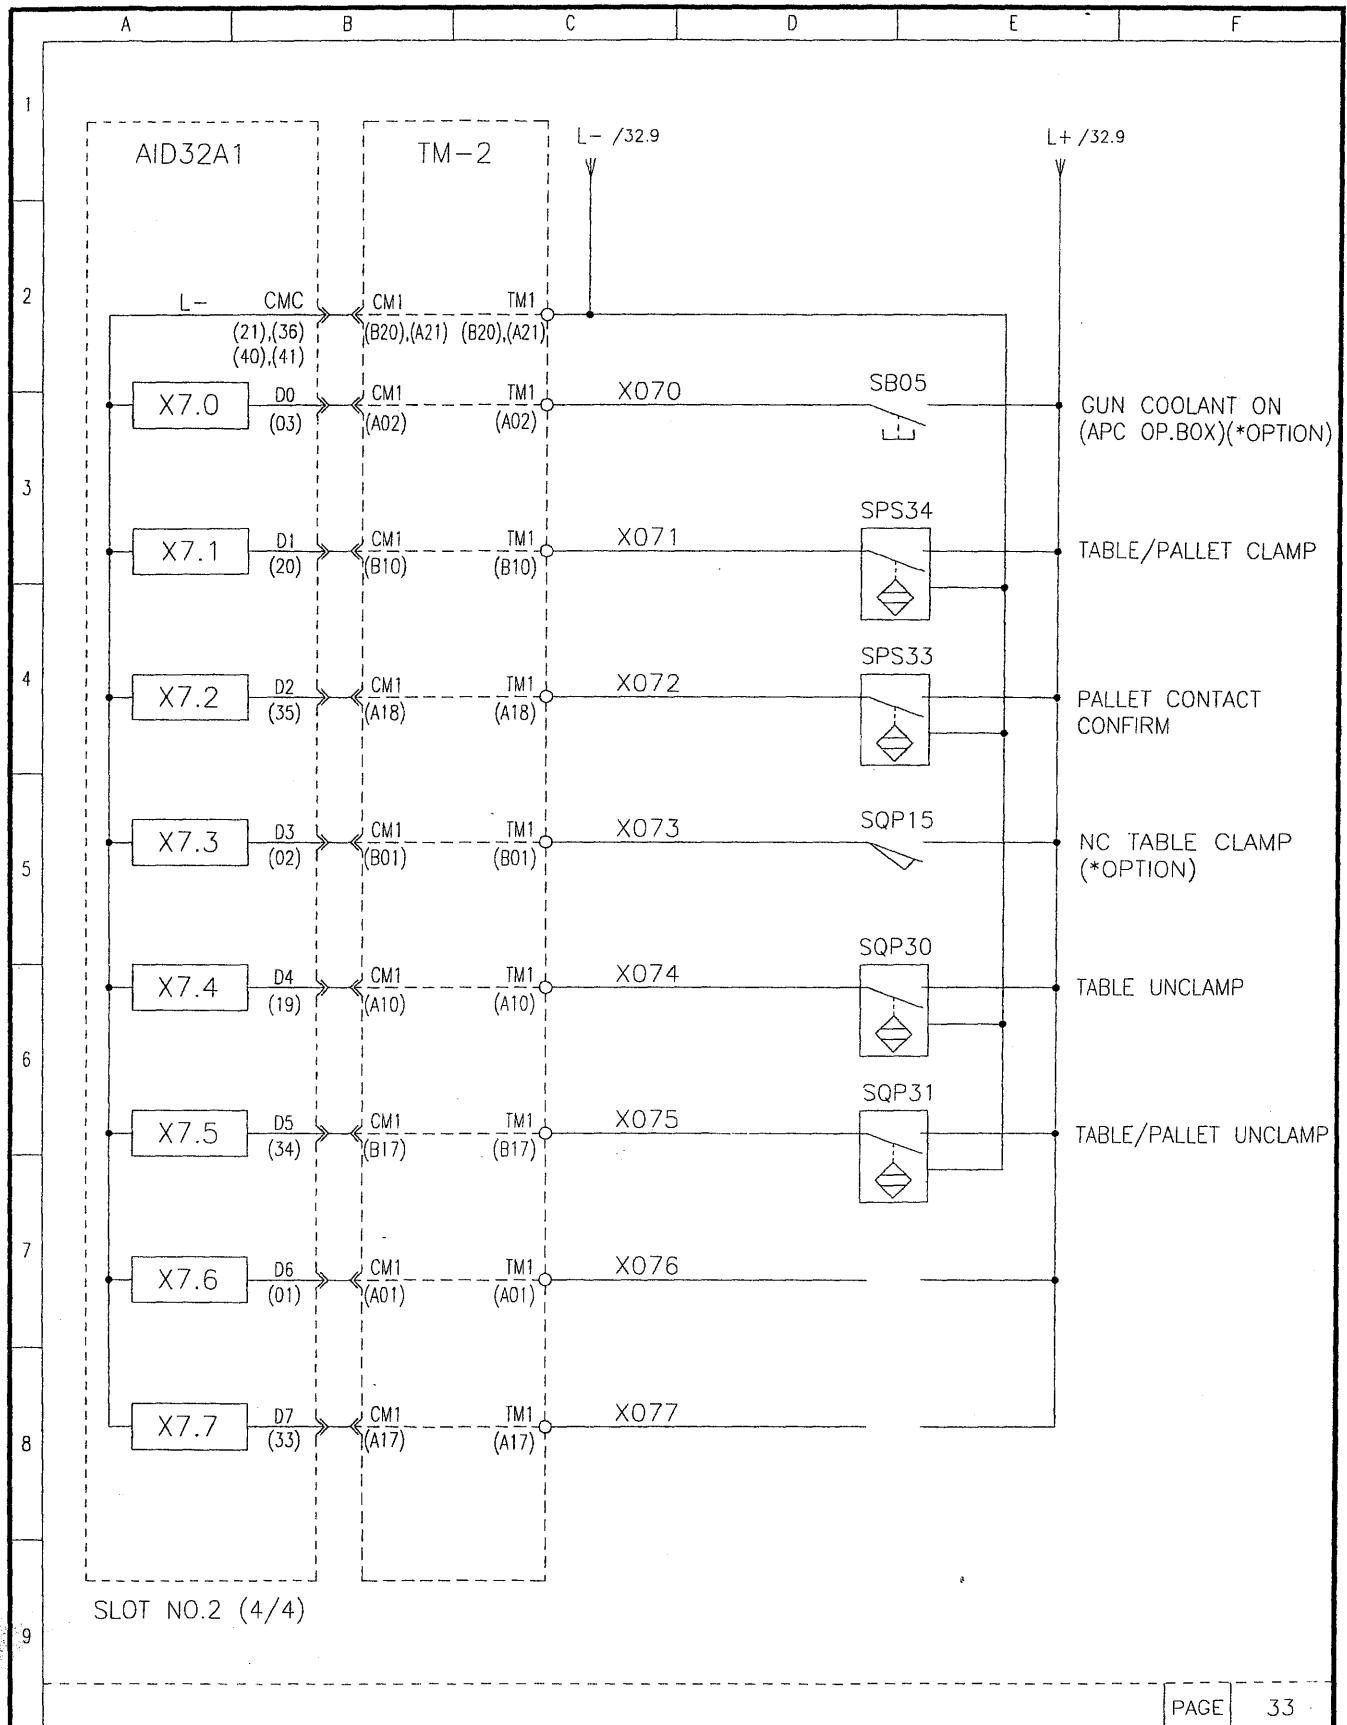 A B C D E F
1
AID32A1 TM-2 L- /32.9 L+ /32.9
2
L- CMC CM1 TM1
(21),(36) (B20),(A21) (B20),(A21)
(40),(41)
X7.0 D0 CM1 TM1 X070 SB05 GUN COOLANT ON
(03) (A02) (A02) (APC OP.BOX)(*OPTION)
3
SPS34
X7.1 D1 CM1 TM1 X071 TABLE/PALLET CLAMP
(20) (B10) (B10)
SPS33
4
X7.2 D2 CM1 TM1 X072 PALLET CONTACT
(35) (A18) (A18) CONFIRM
SQP15
X7.3 D3 CM1 TM1 X073 NC TABLE CLAMP
(02) (B01) (B01) (*OPTION)
5
SQP30
X7.4 D4 CM1 TM1 X074 TABLE UNCLAMP
(19) (A10) (A10)
6
SQP31
X7.5 D5 CM1 TM1 X075 TABLE/PALLET UNCLAMP
(34) (B17) (B17)
7
X7.6 D6 CM1 TM1 X076
(01) (A01) (A01)
X7.7 D7 CM1 TM1 X077
(33) (A17) (A17)
8
SLOT NO.2 (4/4)
9
PAGE 33